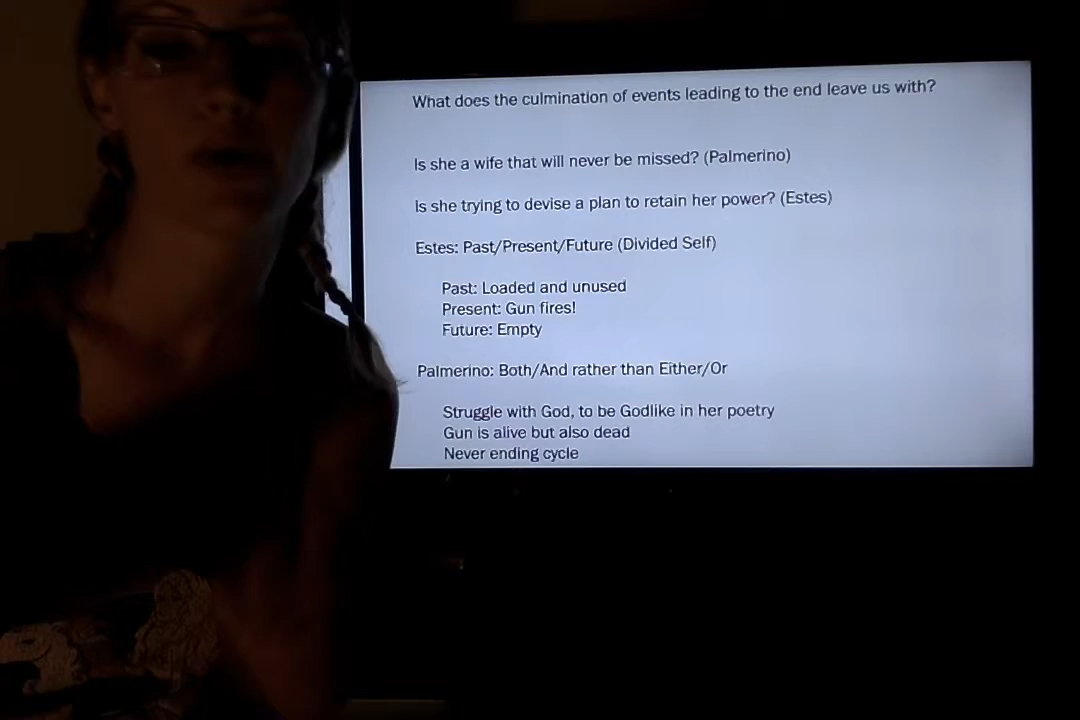 What does the culmination of events leading to the end leave us with?
Is she a wife that will never be missed? (Palmerino)
Is she trying to devise a plan to retain her power? (Estes)
Estes: Past/Present/Future (Divided Self)
Past: Loaded and unused
Present: Gun fires!
Future: Empty
Palmerino: Both/And rather than Either/Or
Struggle with God, to be Godlike in her poetry
Gun is alive but also dead
Never ending cycle